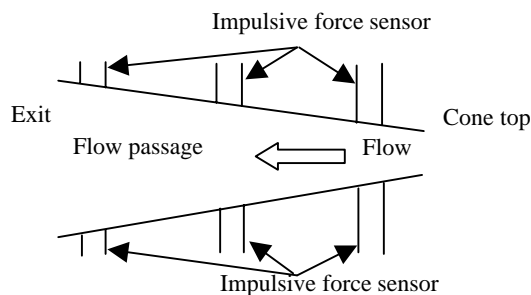 Impulsive force sensor
Exit
Cone top
Flow passage
Flow
Impulsive force sensor